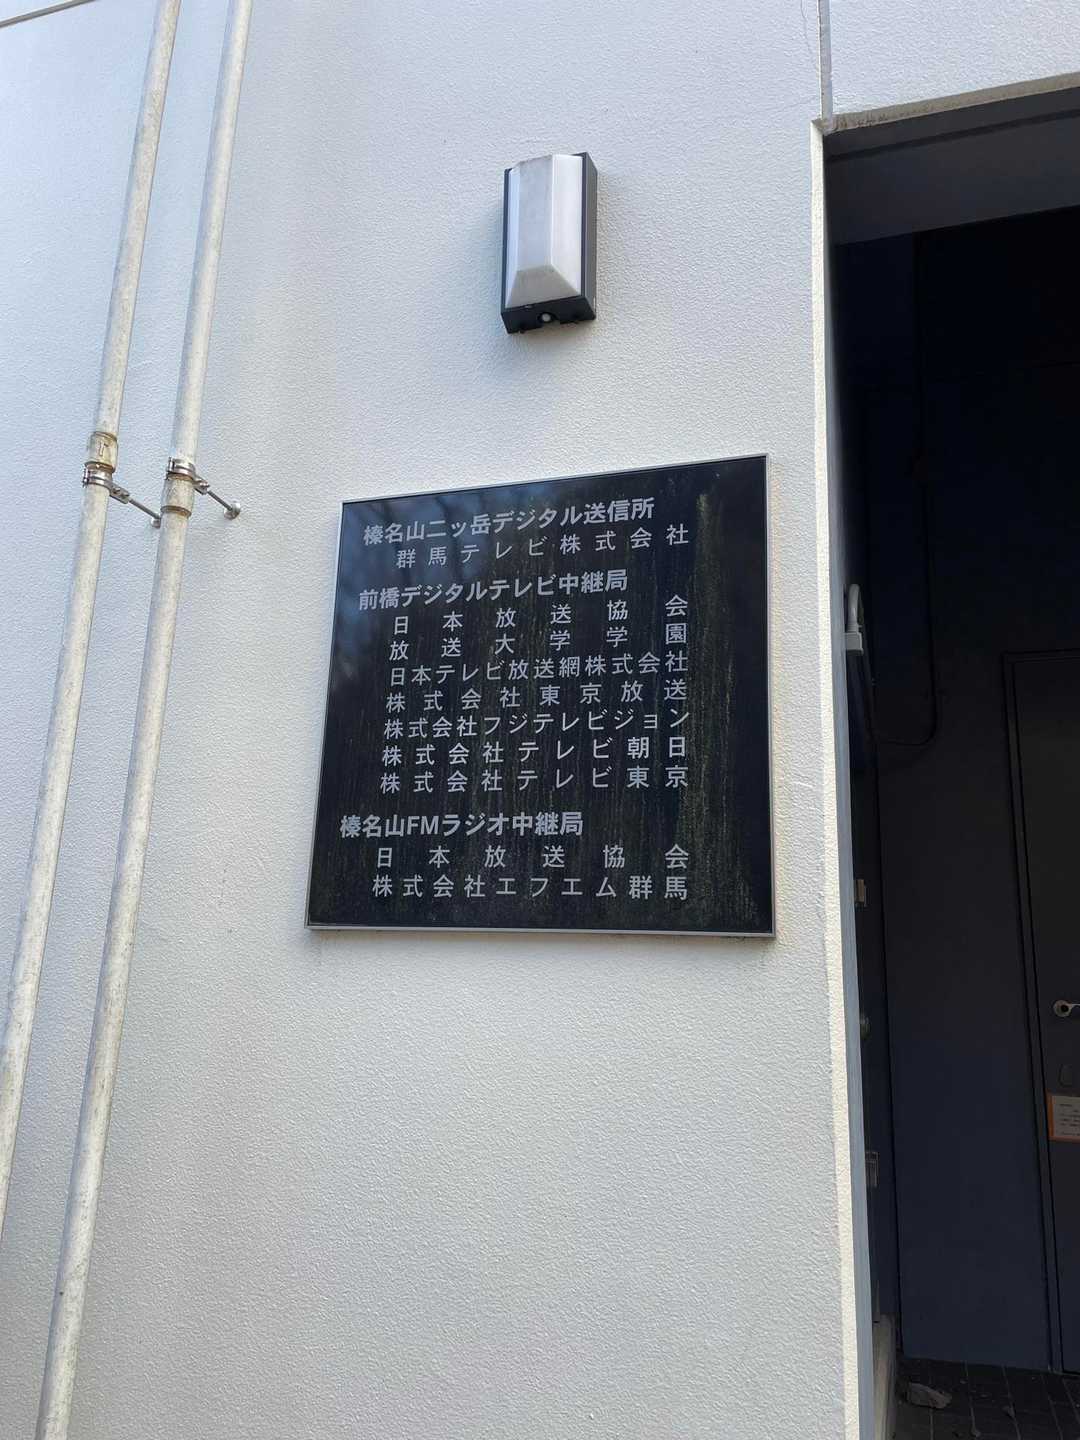 榛名山二ッ岳デジタル送信所
群馬テレビ株式会社
前橋デジタルテレビ中継局
日本放送協会
放送大学学園
日本テレビ放送網株式会社
株式会社東京放送
株式会社フジテレビジョン
株式会社テレビ朝日
株式会社テレビ東京
榛名山FMラジオ中継局
日本放送協会
株式会社エフエム群馬